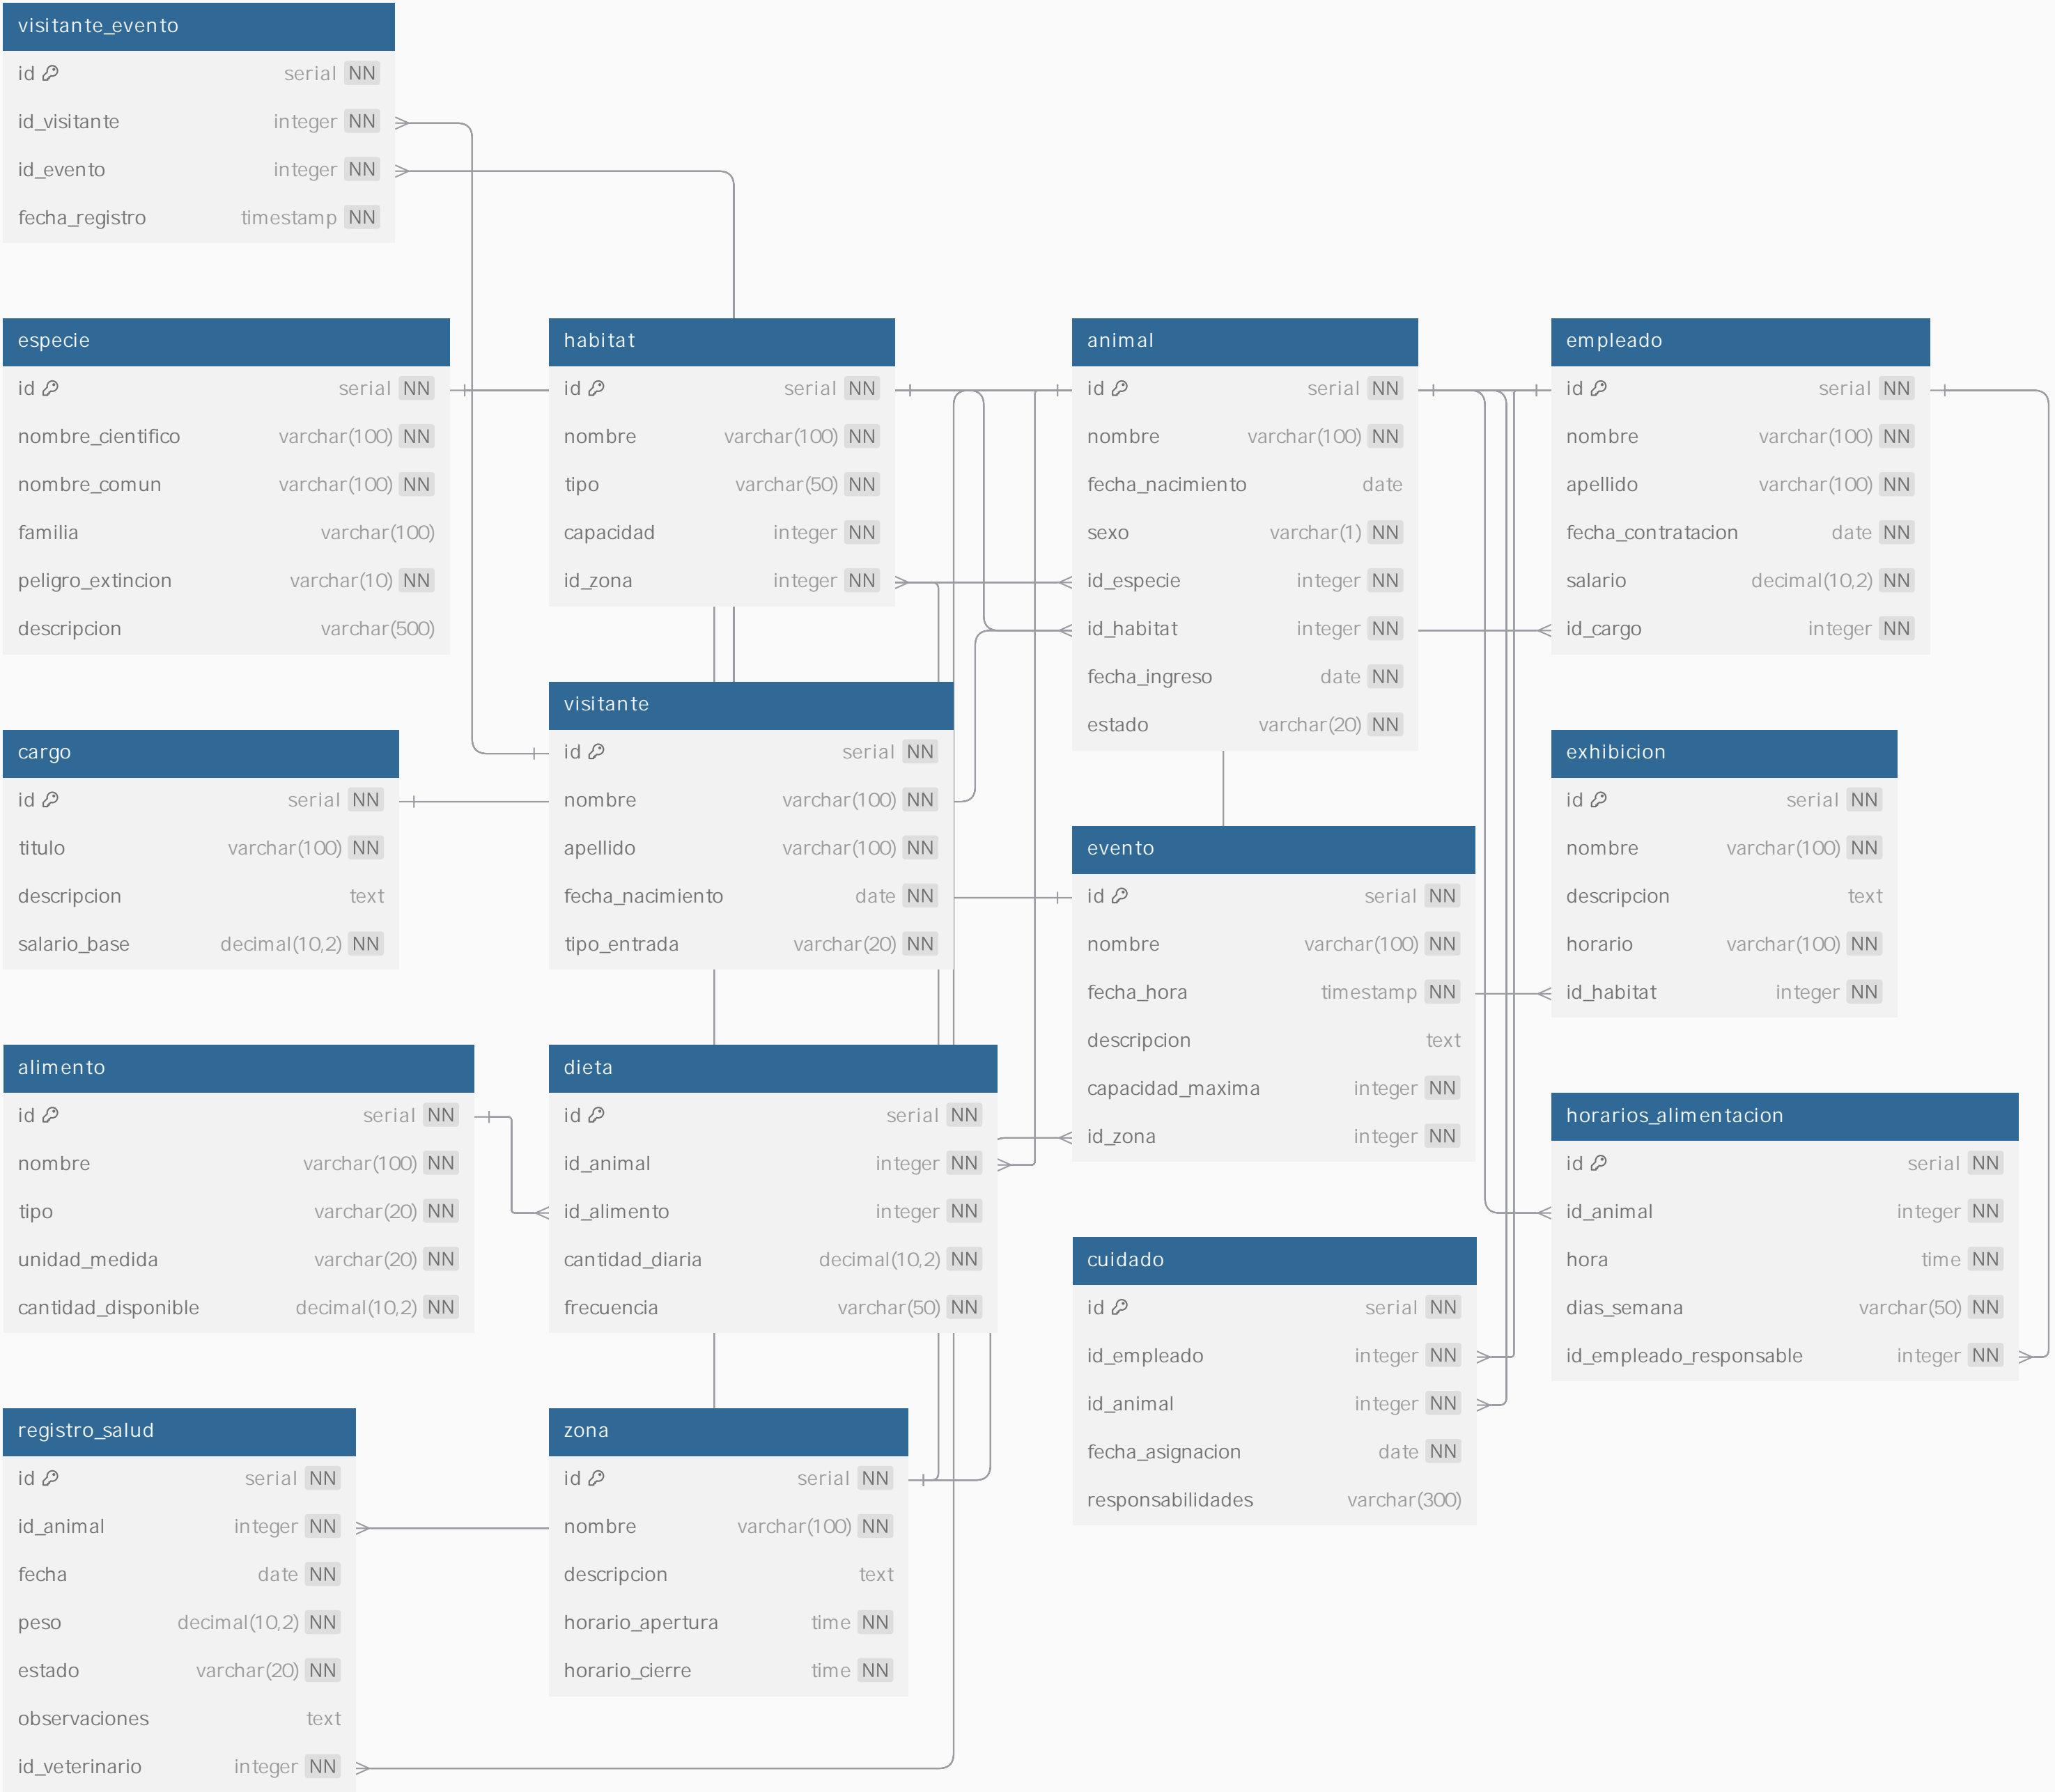 visitante_evento
id serial NN
id_visitante integer NN
id_evento integer NN
fecha_registro timestamp NN
especie
id serial NN
nombre_cientifico varchar(100) NN
nombre_comun varchar(100) NN
familia varchar(100)
peligro_extincion varchar(10) NN
descripcion varchar(500)
habitat
id serial NN
nombre varchar(100) NN
tipo varchar(50) NN
capacidad integer NN
id_zona integer NN
animal
id serial NN
nombre varchar(100) NN
fecha_nacimiento date
sexo varchar(1) NN
id_especie integer NN
id_habitat integer NN
fecha_ingreso date NN
estado varchar(20) NN
empleado
id serial NN
nombre varchar(100) NN
apellido varchar(100) NN
fecha_contratacion date NN
salario decimal(10,2) NN
id_cargo integer NN
cargo
id serial NN
titulo varchar(100) NN
descripcion text
salario_base decimal(10,2) NN
visitante
id serial NN
nombre varchar(100) NN
apellido varchar(100) NN
fecha_nacimiento date NN
tipo_entrada varchar(20) NN
evento
id serial NN
nombre varchar(100) NN
fecha_hora timestamp NN
descripcion text
capacidad_maxima integer NN
id_zona integer NN
exhibicion
id serial NN
nombre varchar(100) NN
descripcion text
horario varchar(100) NN
id_habitat integer NN
alimento
id serial NN
nombre varchar(100) NN
tipo varchar(20) NN
unidad_medida varchar(20) NN
cantidad_disponible decimal(10,2) NN
dieta
id serial NN
id_animal integer NN
id_alimento integer NN
cantidad_diaria decimal(10,2) NN
frecuencia varchar(50) NN
cuidado
id serial NN
id_empleado integer NN
id_animal integer NN
fecha_asignacion date NN
responsabilidades varchar(300)
horarios_alimentacion
id serial NN
id_animal integer NN
hora time NN
dias_semana varchar(50) NN
id_empleado_responsable integer NN
registro_salud
id serial NN
id_animal integer NN
fecha date NN
peso decimal(10,2) NN
estado varchar(20) NN
observaciones text
id_veterinario integer NN
zona
id serial NN
nombre varchar(100) NN
descripcion text
horario_apertura time NN
horario_cierre time NN